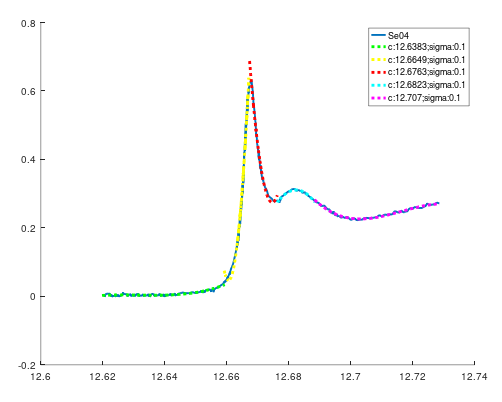 0.8
0.6
0.4
0.2
0
-0.2
12.6
12.62
12.64
12.66
12.68
12.7
12.72
12.74
Se04
c:12.6383;sigma:0.1
c:12.6649;sigma:0.1
c:12.6763;sigma:0.1
c:12.6823;sigma:0.1
c:12.707;sigma:0.1